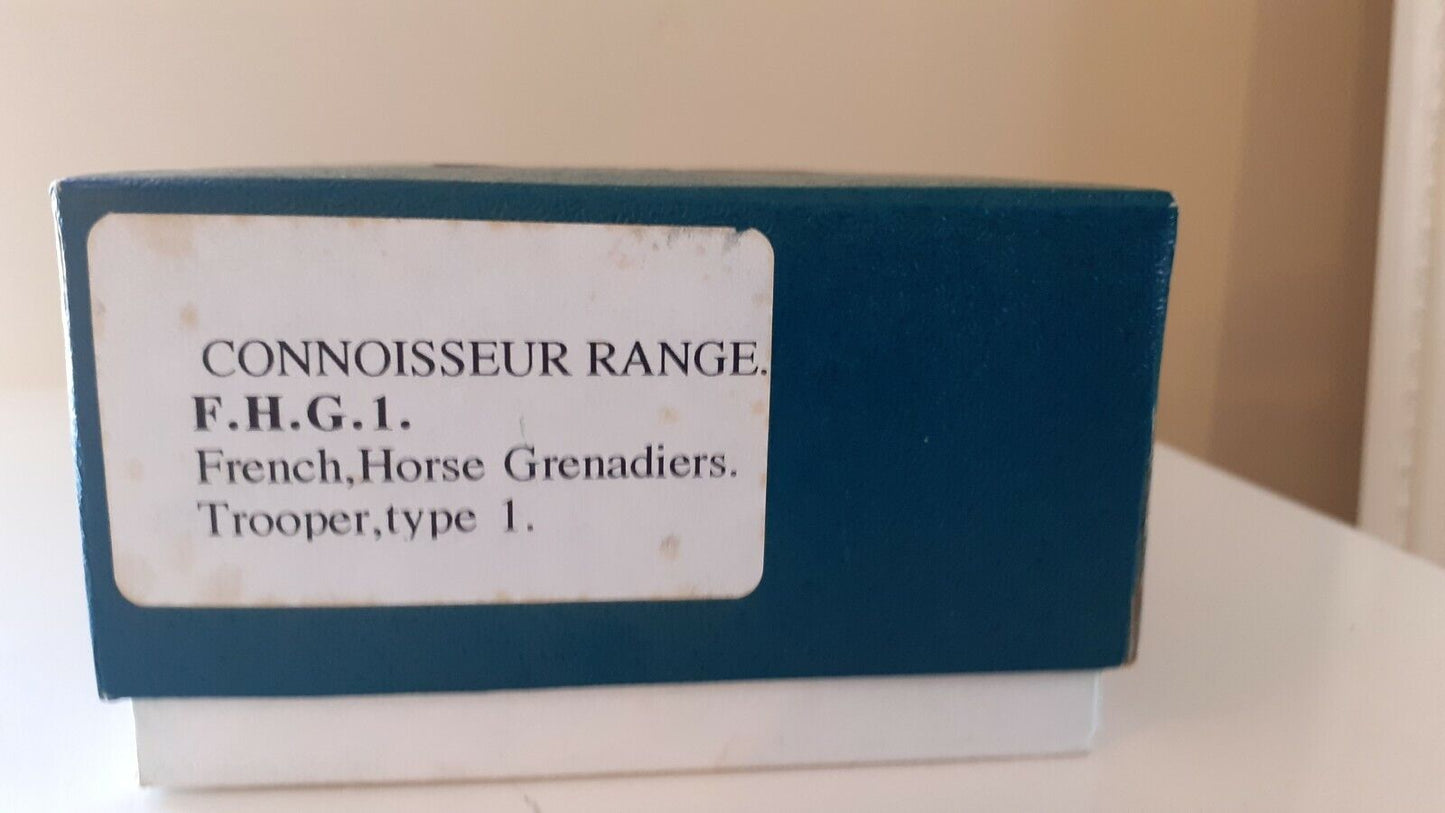 CONNOISSEUR RANGE.
F.H.G.1.
French,Horse Grenadiers.
Trooper,type 1.